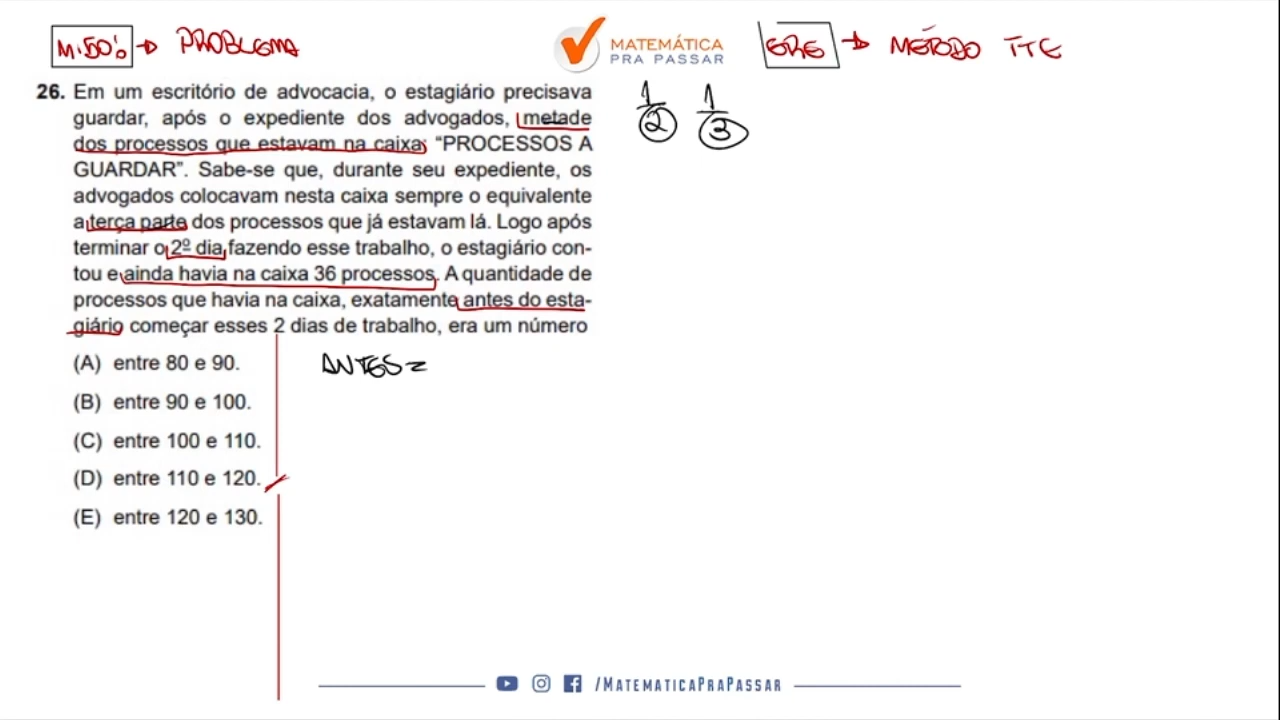 M.50% → PROBLEMA
MATEMÁTICA
PRA PASSAR
→ MÉTODO TTE
26. Em um escritório de advocacia, o estagiário precisava
guardar, após o expediente dos advogados, metade
dos processos que estavam na caixa: “PROCESSOS A
GUARDAR”. Sabe-se que, durante seu expediente, os
advogados colocavam nesta caixa sempre o equivalente
a terça parte dos processos que já estavam lá. Logo após
terminar o 2º dia fazendo esse trabalho, o estagiário con-
tou e ainda havia na caixa 36 processos. A quantidade de
processos que havia na caixa, exatamente antes do esta-
giário começar esses 2 dias de trabalho, era um número
1/2 1/3
(A) entre 80 e 90.
(B) entre 90 e 100.
(C) entre 100 e 110.
(D) entre 110 e 120.
(E) entre 120 e 130.
ANTES =
/MATEMATICAPRAPASSAR